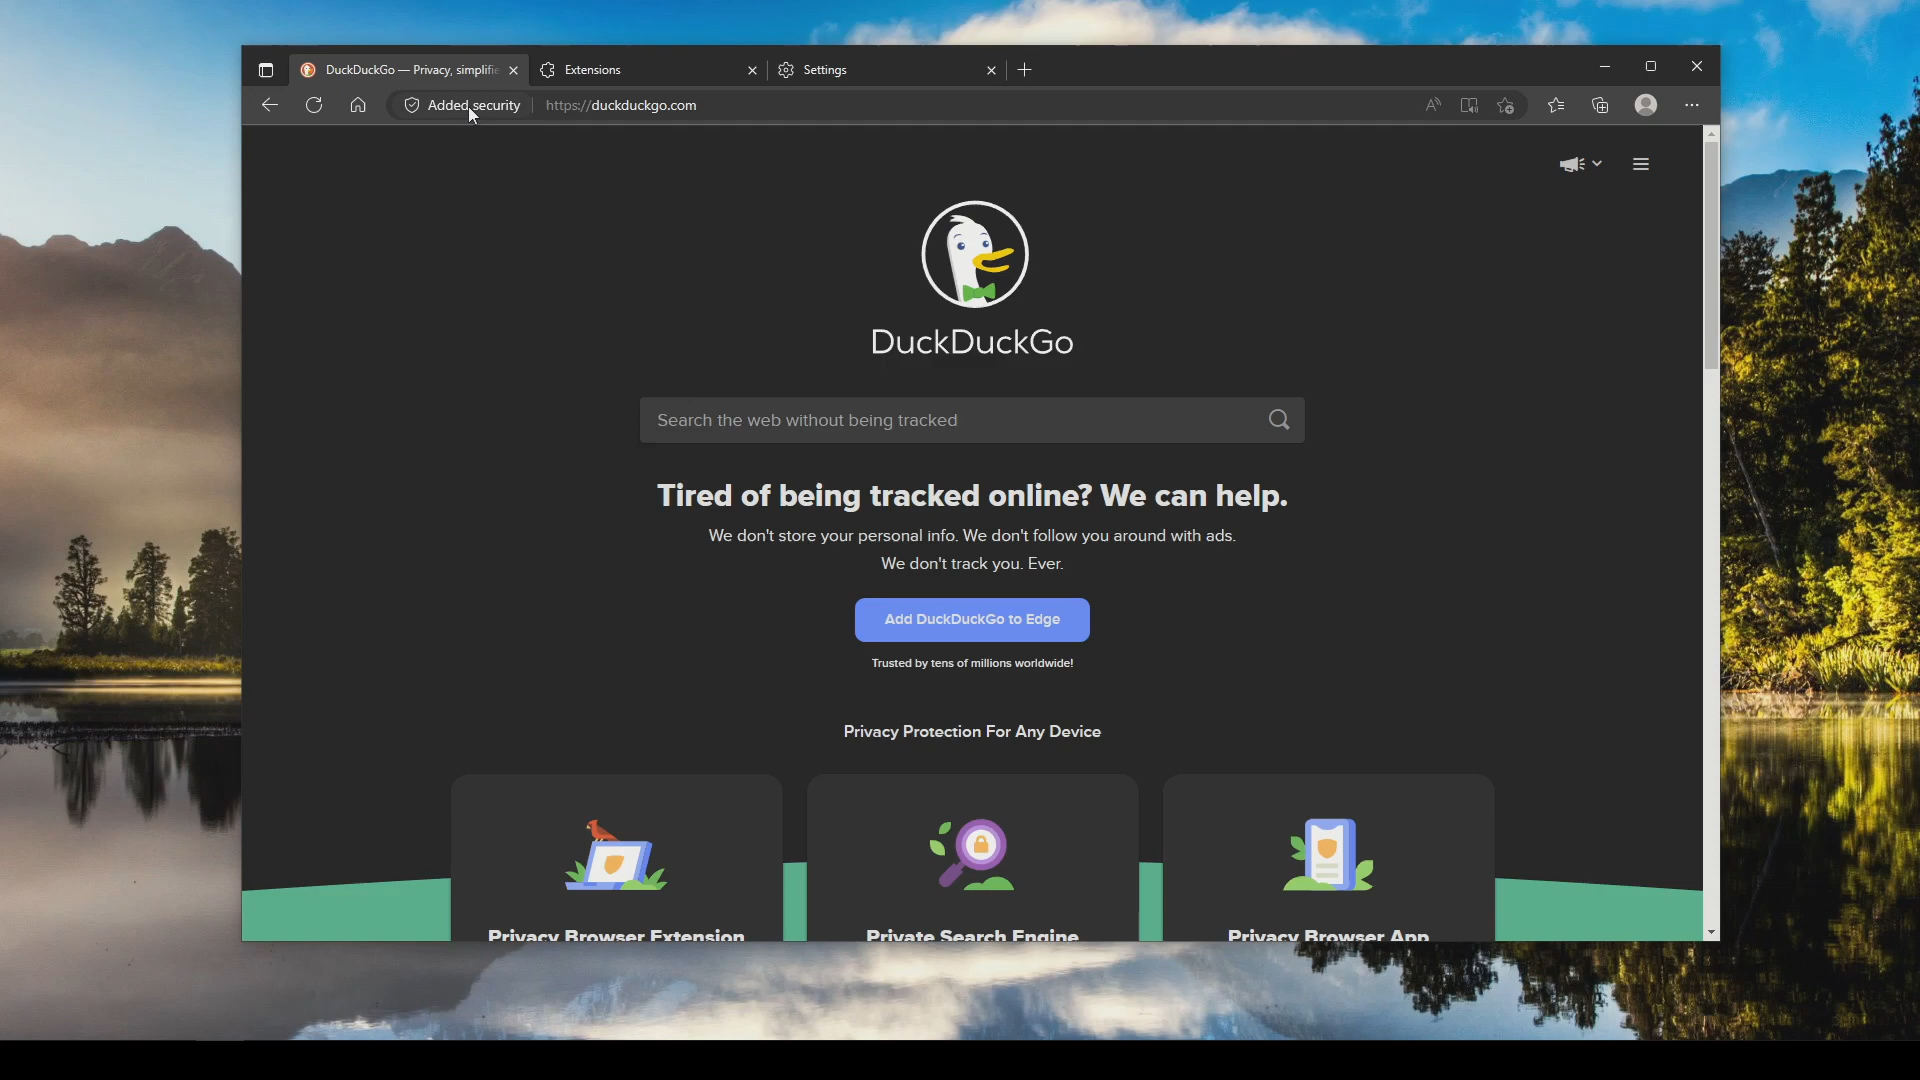 DuckDuckGo — Privacy, simplifie
Extensions
Settings
Added security
https://duckduckgo.com
DuckDuckGo
Search the web without being tracked
Tired of being tracked online? We can help.
We don't store your personal info. We don't follow you around with ads.
We don't track you. Ever.
Add DuckDuckGo to Edge
Trusted by tens of millions worldwide!
Privacy Protection For Any Device
Privacy Browser Extension
Private Search Engine
Privacy Browser App